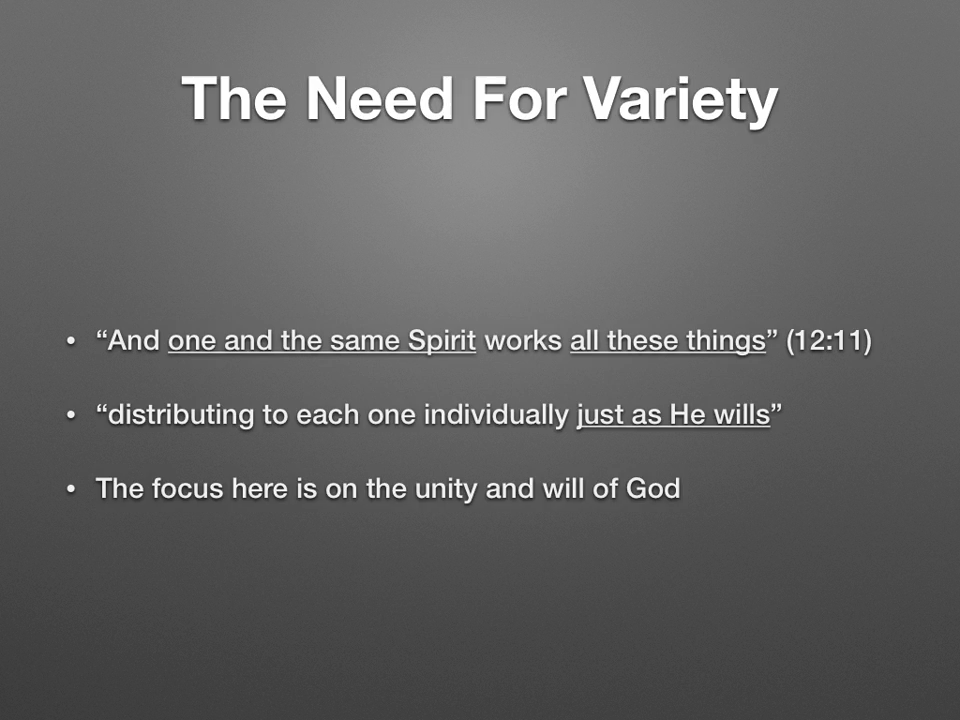 The Need For Variety
• “And one and the same Spirit works all these things” (12:11)
• “distributing to each one individually just as He wills”
• The focus here is on the unity and will of God